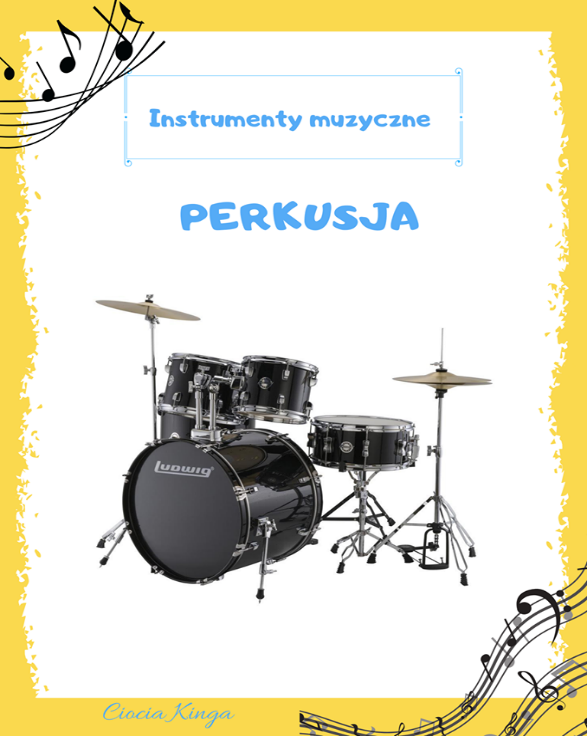 Instrumenty muzyczne
PERKUSJA
Ludwig
Ciocia Kinga